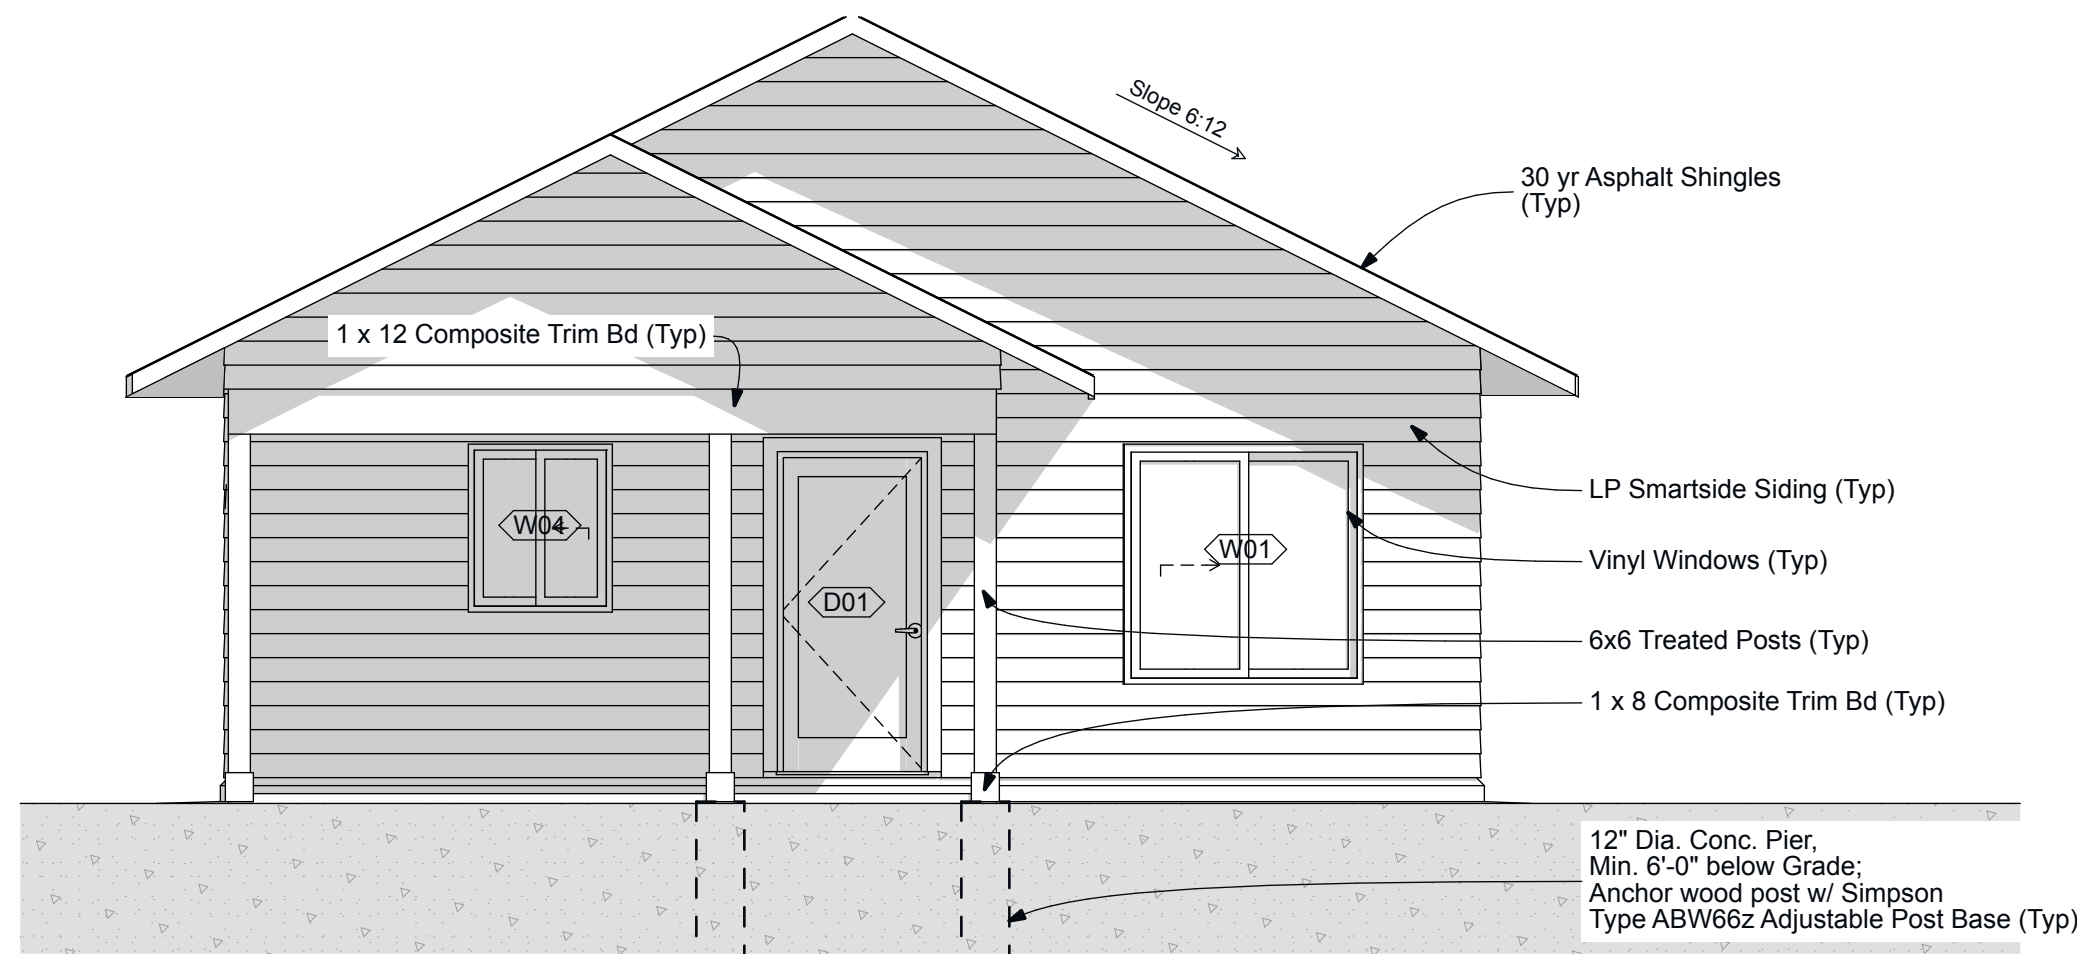 Slope 6:12
30 yr Asphalt Shingles
(Typ)
1 x 12 Composite Trim Bd (Typ)
LP Smartside Siding (Typ)
W04
W01
Vinyl Windows (Typ)
D01
6x6 Treated Posts (Typ)
1 x 8 Composite Trim Bd (Typ)
12" Dia. Conc. Pier,
Min. 6'-0" below Grade;
Anchor wood post w/ Simpson
Type ABW66z Adjustable Post Base (Typ)